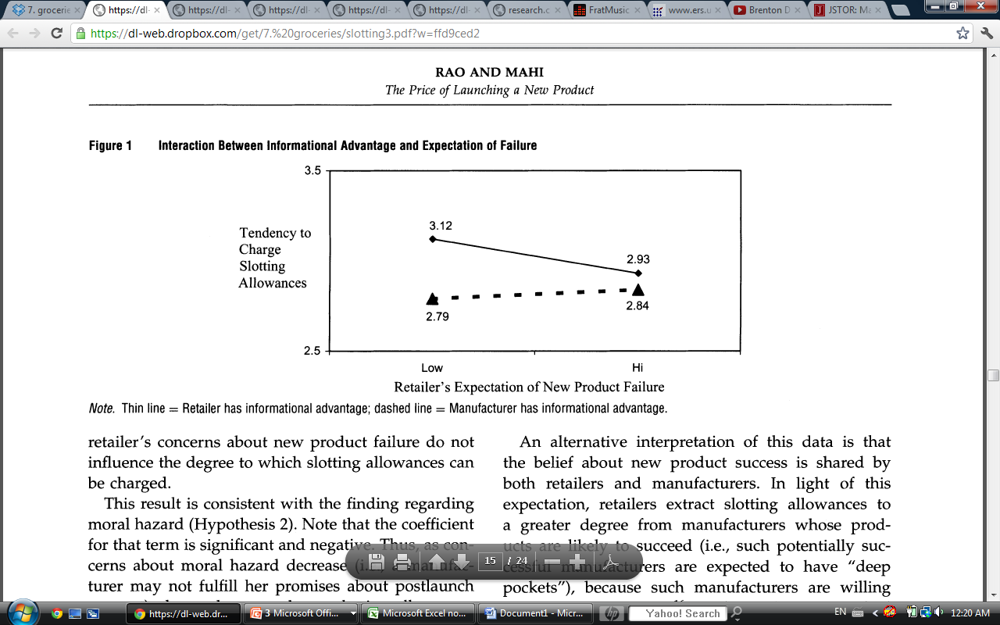 7. grocerie
https://dl-
https://dl-
https://dl-
https://dl-
https://dl-
research.c
FratMusic
www.ers.u
Brenton D
JSTOR: Ma
https://dl-web.dropbox.com/get/7.%20groceries/slotting3.pdf?w=ffd9ced2
RAO AND MAHI
The Price of Launching a New Product
Figure 1 Interaction Between Informational Advantage and Expectation of Failure
3.5
3.12
Tendency to
Charge
Slotting
Allowances
2.93
2.79
2.84
2.5
Low
Hi
Retailer's Expectation of New Product Failure
Note. Thin line = Retailer has informational advantage; dashed line = Manufacturer has informational advantage.
retailer's concerns about new product failure do not
influence the degree to which slotting allowances can
be charged.
This result is consistent with the finding regarding
moral hazard (Hypothesis 2). Note that the coefficient
for that term is significant and negative. Thus, as con-
cerns about moral hazard decrease
turer may not fulfill her promises about postlaunch
An alternative interpretation of this data is that
the belief about new product success is shared by
both retailers and manufacturers. In light of this
expectation, retailers extract slotting allowances to
a greater degree from manufacturers whose prod-
ucts are likely to succeed (i.e., such potentially suc-
cessful manufacturers are expected to have "deep
pockets"), because such manufacturers are willing
15 / 24
https://dl-web.dr...
3 Microsoft Offi...
Microsoft Excel no...
Document1 - Micr...
hp
Yahoo! Search
EN
12:20 AM